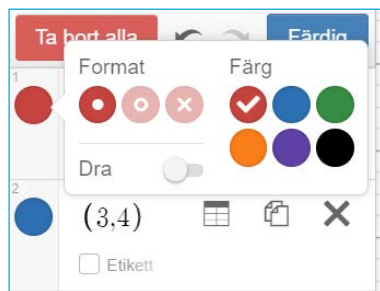 Ta bort alla
Färdig
1
Format
Färg
Dra
2
(3,4)
Etikett